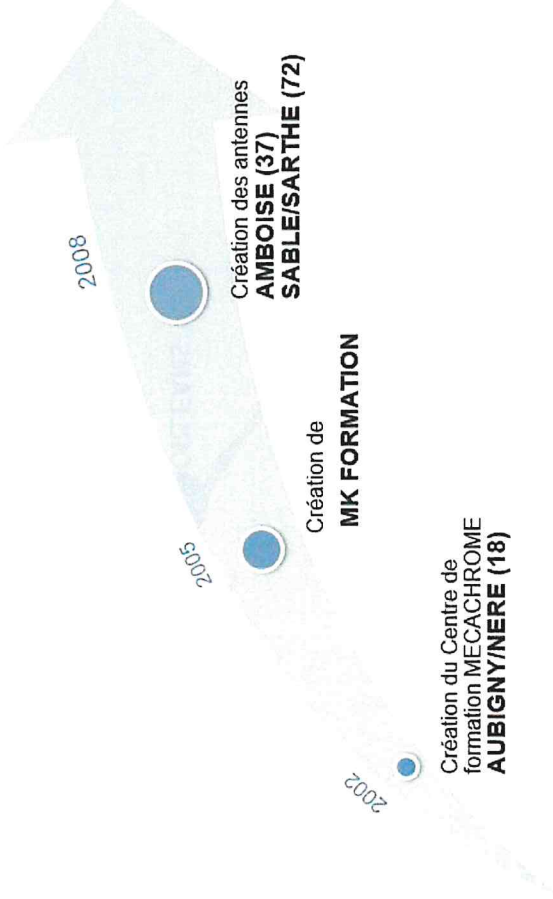 2002
Création du Centre de
formation MECACHROME
AUBIGNY/NERE (18)
2005
Création de
MK FORMATION
2008
Création des antennes
AMBOISE (37)
SABLE/SARTHE (72)